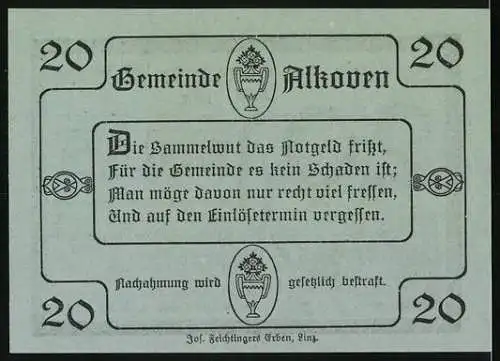 20 20
Gemeinde Alkoven
Die Sammelwut das Notgeld frißt,
Für die Gemeinde es kein Schaden ist;
Man möge davon nur recht viel fressen,
Und auf den Einlösetermin vergessen.
Nachahmung wird gesetzlich bestraft.
20 20
Jos. Feichtingers Erben, Linz.